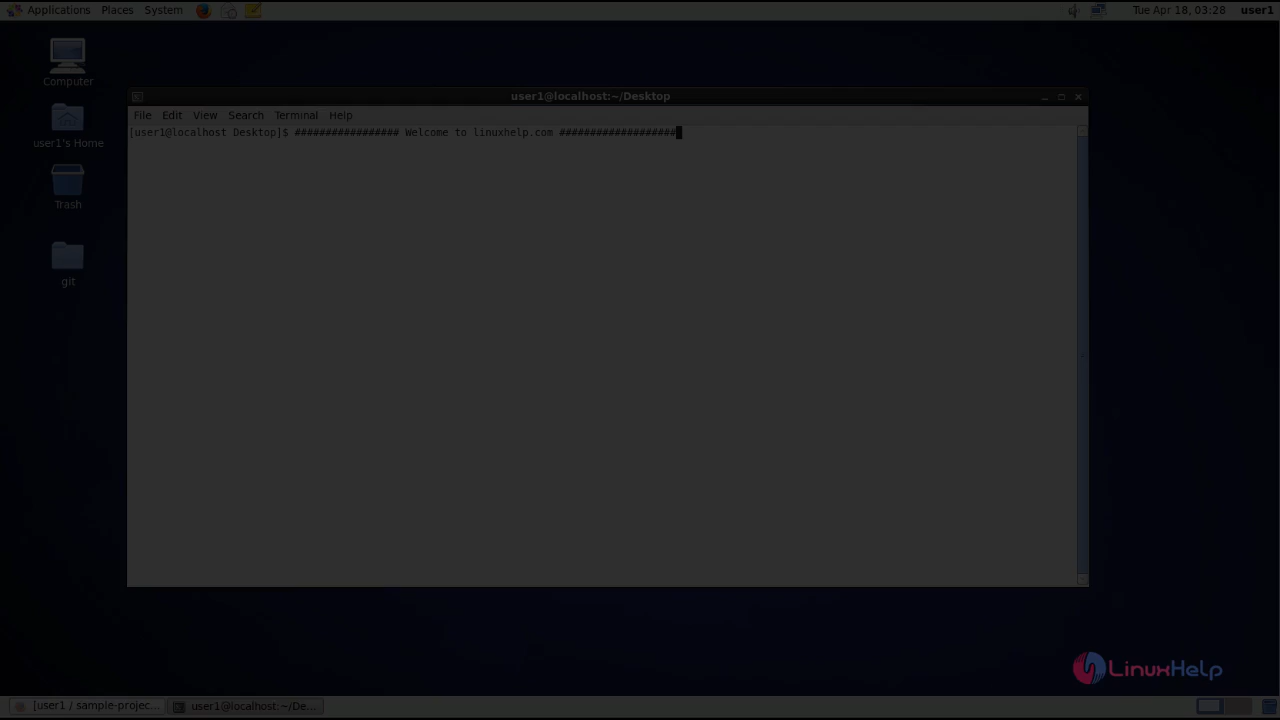 Applications Places System
Tue Apr 18, 03:28 user1
Computer
user1's Home
Trash
git
user1@localhost:~/Desktop
File Edit View Search Terminal Help
[user1@localhost Desktop]$ ################# Welcome to linuxhelp.com ###################
LinuxHelp
[user1 / sample-projec...
user1@localhost:~/De...